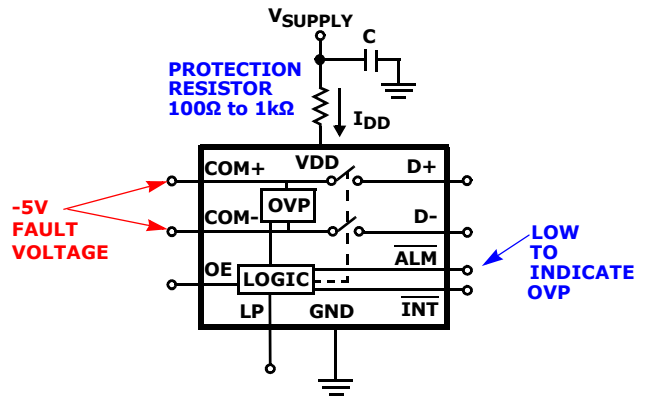 VSUPPLY
C
PROTECTION
RESISTOR
100Ω to 1kΩ
IDD
COM+
VDD
D+
OVP
-5V
FAULT
VOLTAGE
COM-
D-
LOW
TO
INDICATE
OVP
ALM
OE
LOGIC
INT
LP
GND